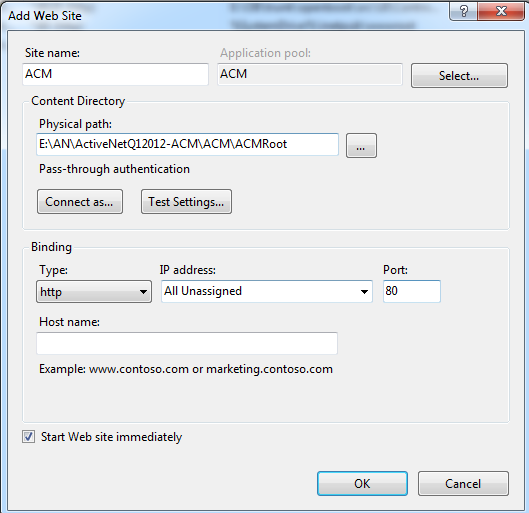 Add Web Site
Site name:
Application pool:
ACM
ACM
Select...
Content Directory
Physical path:
E:\AN\ActiveNetQ12012-ACM\ACM\ACMRoot
...
Pass-through authentication
Connect as...
Test Settings...
Binding
Type:
IP address:
Port:
http
All Unassigned
80
Host name:
Example: www.contoso.com or marketing.contoso.com
Start Web site immediately
OK
Cancel